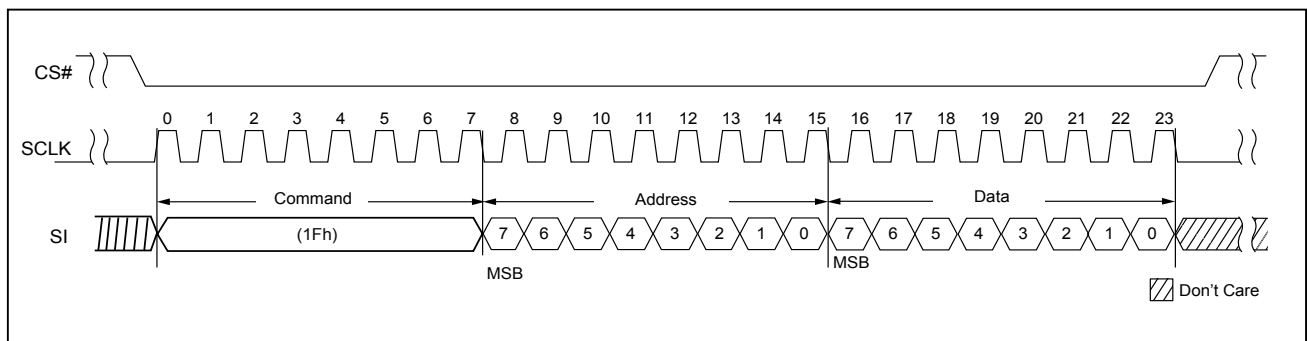 CS#
0 1 2 3 4 5 6 7 8 9 10 11 12 13 14 15 16 17 18 19 20 21 22 23
SCLK
Command Address Data
SI (1Fh) 7 6 5 4 3 2 1 0 7 6 5 4 3 2 1 0
MSB MSB
Don't Care